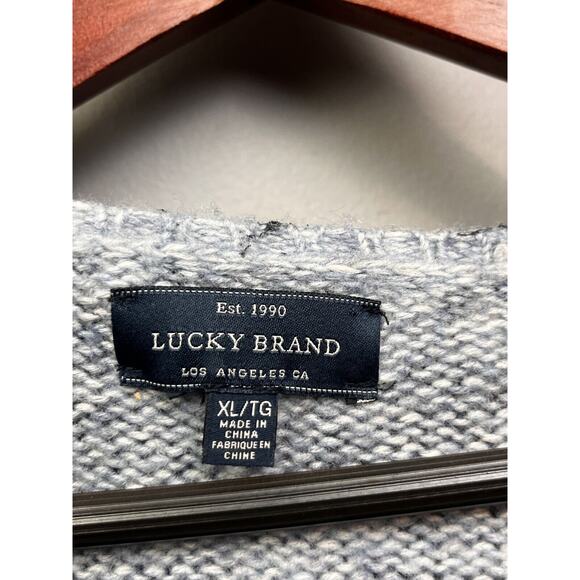 Est. 1990
LUCKY BRAND
LOS ANGELES CA
XL/TG
MADE IN
CHINA
FABRIQUE EN
CHINE